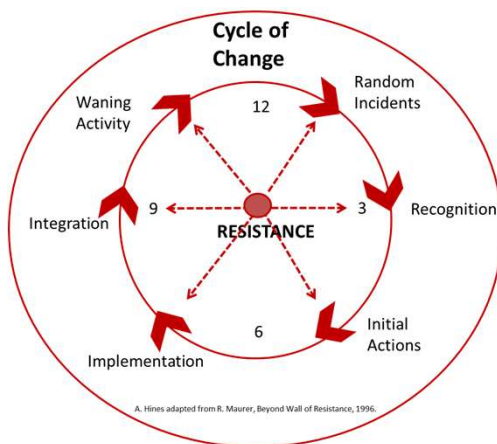 Cycle of
Change
Random
Incidents
Waning
Activity
12
9
3
Recognition
Integration
RESISTANCE
6
Initial
Actions
Implementation
A. Hines adapted from R. Maurer, Beyond Wall of Resistance, 1996.